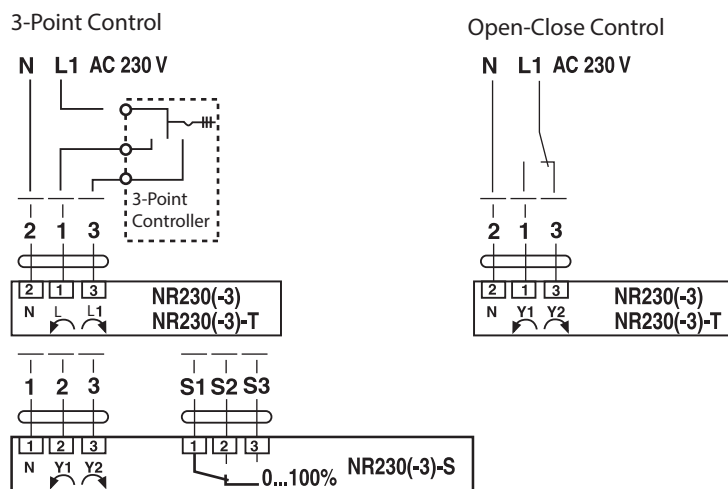 3-Point Control
N L1 AC 230 V
3-Point
Controller
2 1 3
2 1 3
N L L1
NR230(-3)
NR230(-3)-T
1 2 3
S1 S2 S3
1 2 3
N Y1 Y2
1 2 3
0...100%
NR230(-3)-S
Open-Close Control
N L1 AC 230 V
2 1 3
2 1 3
N Y1 Y2
NR230(-3)
NR230(-3)-T